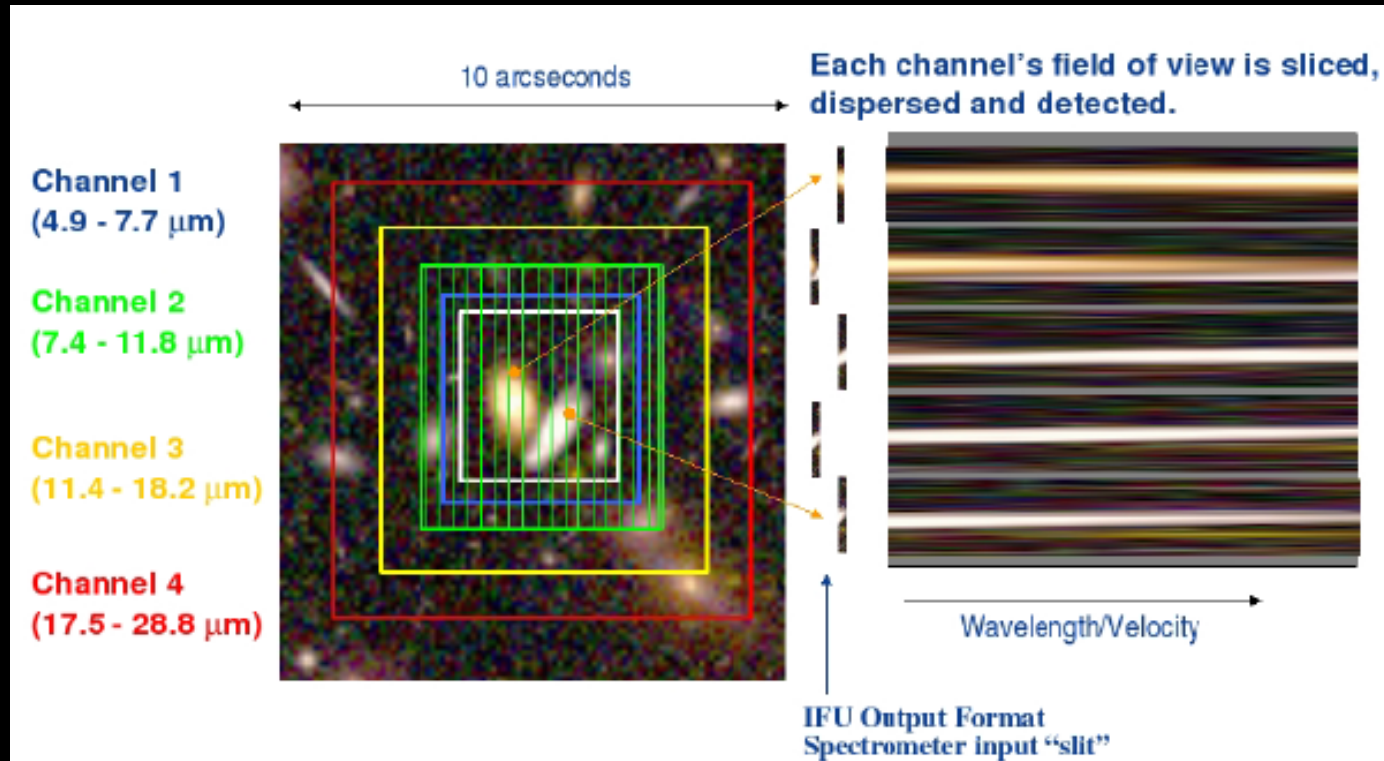 10 arcseconds
Each channel's field of view is sliced,
dispersed and detected.
Channel 1
(4.9 - 7.7 μm)
Channel 2
(7.4 - 11.8 μm)
Channel 3
(11.4 - 18.2 μm)
Channel 4
(17.5 - 28.8 μm)
Wavelength/Velocity
IFU Output Format
Spectrometer input “slit”